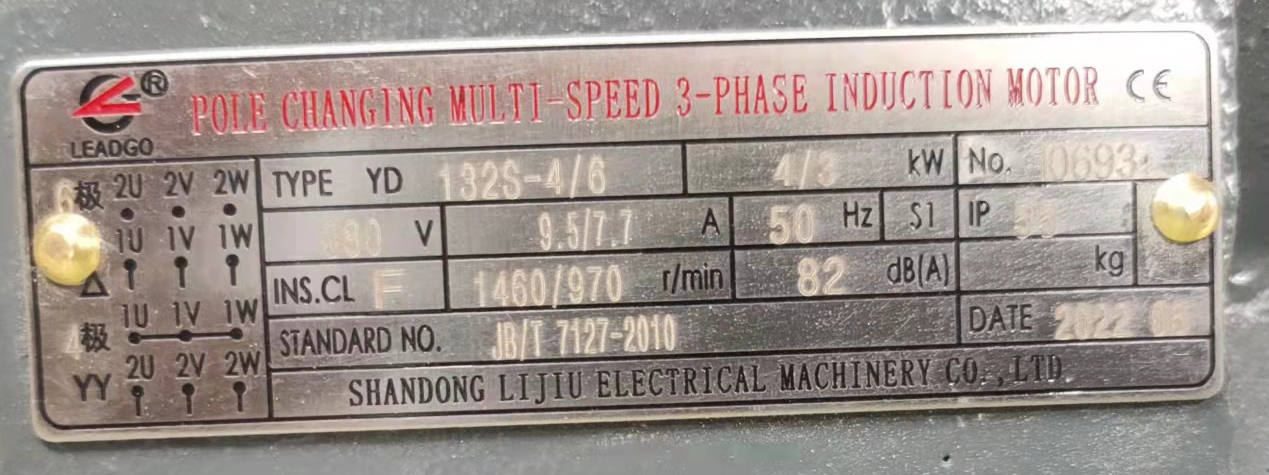 LEADGO ® POLE CHANGING MULTI-SPEED 3-PHASE INDUCTION MOTOR CE
6极 2U 2V 2W
1U 1V 1W
△
1U 1V 1W
4极
YY 2U 2V 2W
TYPE YD 132S-4/6 4/3 kW No.
V 9.5/7.7 A 50 Hz S1 IP
INS.CL F 1460/970 r/min 82 dB(A) kg
STANDARD NO. JB/T 7127-2010 DATE 2022
SHANDONG LIJIU ELECTRICAL MACHINERY CO.,LTD